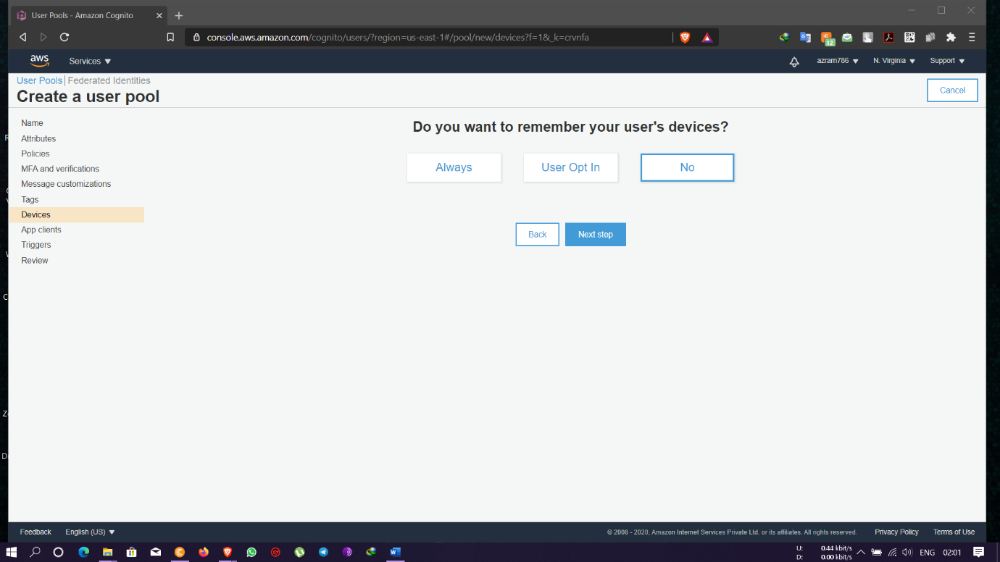 User Pools - Amazon Cognito
console.aws.amazon.com/cognito/users/?region=us-east-1#/pool/new/devices?f=1&_k=crvnfa
12
aws
Services
azram786
N. Virginia
Support
User Pools | Federated Identities
Create a user pool
Cancel
Name
Attributes
Policies
MFA and verifications
Message customizations
Tags
Devices
App clients
Triggers
Review
Do you want to remember your user's devices?
Always
User Opt In
No
Back
Next step
Feedback
English (US)
© 2008 - 2020, Amazon Internet Services Private Ltd. or its affiliates. All rights reserved.
Privacy Policy
Terms of Use
U: 0.44 kbit/s
D: 0.00 kbit/s
ENG
02:01